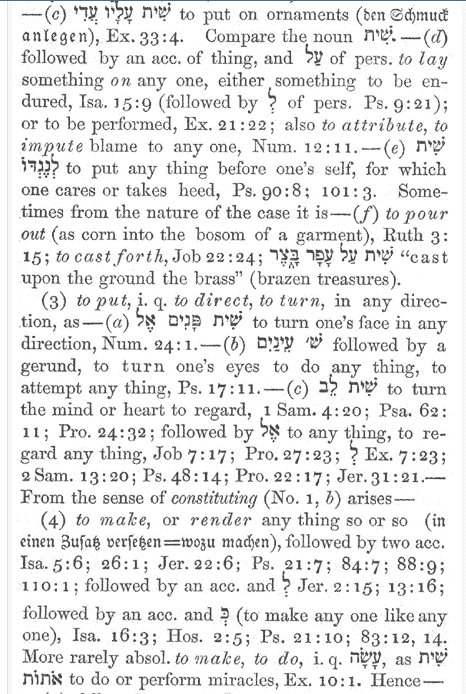 —(c) שִׁית עָלָיו עֲדִי to put on ornaments (den Schmuck
anlegen), Ex. 33:4. Compare the noun שִׁית.—(d)
followed by an acc. of thing, and עַל of pers. to lay
something on any one, either something to be en-
dured, Isa. 15:9 (followed by לְ of pers. Ps. 9:21);
or to be performed, Ex. 21:22; also to attribute, to
impute blame to any one, Num. 12:11.—(e) שִׁית
לְנֶגְדּוֹ to put any thing before one's self, for which
one cares or takes heed, Ps. 90:8; 101:3. Some-
times from the nature of the case it is—(f) to pour
out (as corn into the bosom of a garment), Ruth 3:
15; to cast forth, Job 22:24; שִׁית עַל עָפָר בָּצֶר "cast
upon the ground the brass" (brazen treasures).
(3) to put, i. q. to direct, to turn, in any direc-
tion, as—(a) שִׁית פָּנִים אֶל to turn one's face in any
direction, Num. 24:1.—(b) שׁ׳ עֵינַיִם followed by a
gerund, to turn one's eyes to do any thing, to
attempt any thing, Ps. 17:11.—(c) שִׁית לֵב to turn
the mind or heart to regard, 1 Sam. 4:20; Psa. 62:
11; Pro. 24:32; followed by אֶל to any thing, to re-
gard any thing, Job 7:17; Pro. 27:23; לְ Ex. 7:23;
2 Sam. 13:20; Ps. 48:14; Pro. 22:17; Jer. 31:21.—
From the sense of constituting (No. 1, b) arises—
(4) to make, or render any thing so or so (in
einen Zusatz versetzen=wozu machen), followed by two acc.
Isa. 5:6; 26:1; Jer. 22:6; Ps. 21:7; 84:7; 88:9;
110:1; followed by an acc. and לְ Jer. 2:15; 13:16;
followed by an acc. and כְּ (to make any one like any
one), Isa. 16:3; Hos. 2:5; Ps. 21:10; 83:12, 14.
More rarely absol. to make, to do, i. q. עָשָׂה, as שִׁית
אֹתוֹת to do or perform miracles, Ex. 10:1. Hence—